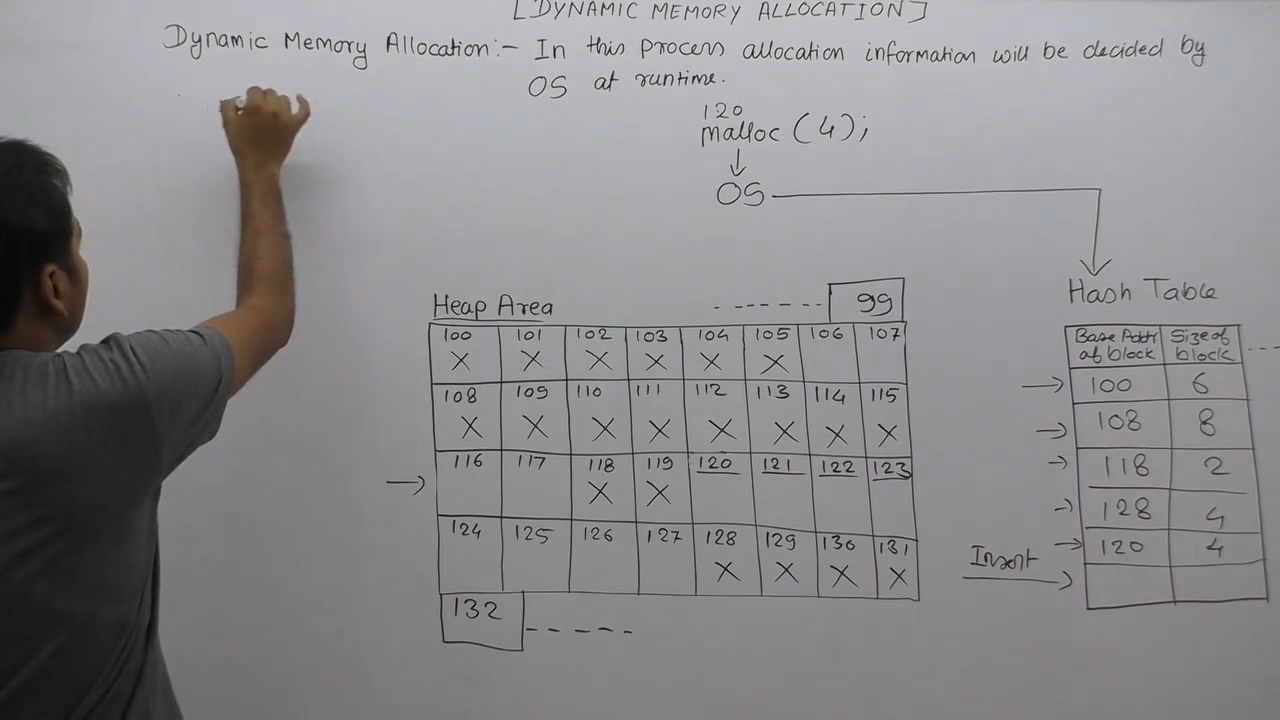 [DYNAMIC MEMORY ALLOCATION]
Dynamic Memory Allocation:- In this process allocation information will be decided by
OS at runtime.
120
malloc (4);
OS
Heap Area
------ 99
100 101 102 103 104 105 106 107
X X X X X X
108 109 110 111 112 113 114 115
X X X X X X X X
116 117 118 119 120 121 122 123
X X
124 125 126 127 128 129 130 131
X X X X
132 -----
Hash Table
Base Addr Size of
of block block
100 6
108 8
118 2
128 4
120 4
Insert